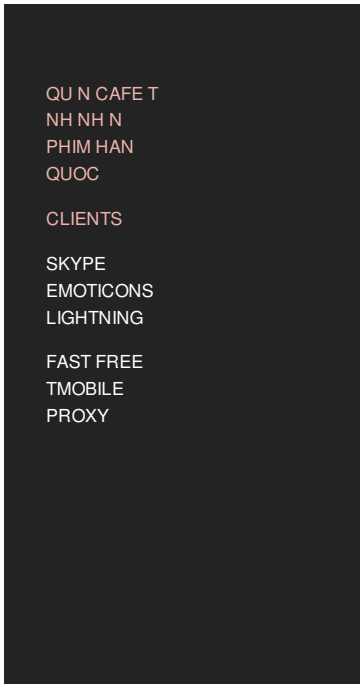 QU N CAFE T
NH NH N
PHIM HAN
QUOC
CLIENTS
SKYPE
EMOTICONS
LIGHTNING
FAST FREE
TMOBILE
PROXY